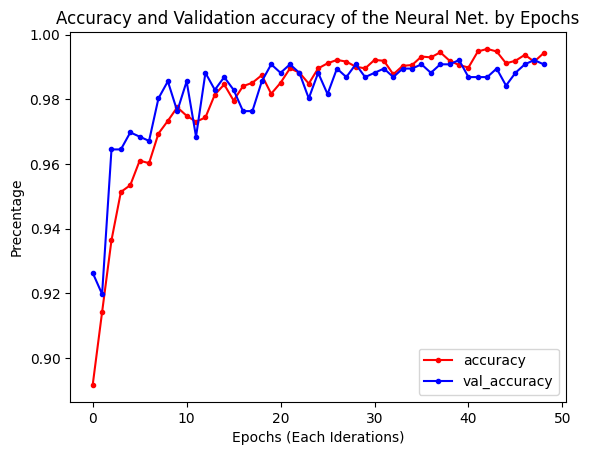 Accuracy and Validation accuracy of the Neural Net. by Epochs
1.00
0.98
0.96
0.94
0.92
0.90
Precentage
0 10 20 30 40 50
Epochs (Each Iderations)
accuracy
val_accuracy